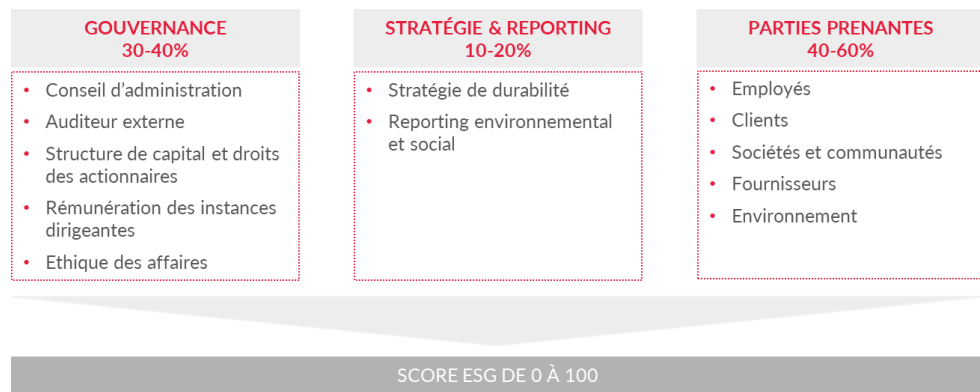 GOUVERNANCE
30-40%
• Conseil d’administration
• Auditeur externe
• Structure de capital et droits
des actionnaires
• Rémunération des instances
dirigeantes
• Ethique des affaires
STRATÉGIE & REPORTING
10-20%
• Stratégie de durabilité
• Reporting environnemental
et social
PARTIES PRENANTES
40-60%
• Employés
• Clients
• Sociétés et communautés
• Fournisseurs
• Environnement
SCORE ESG DE 0 À 100